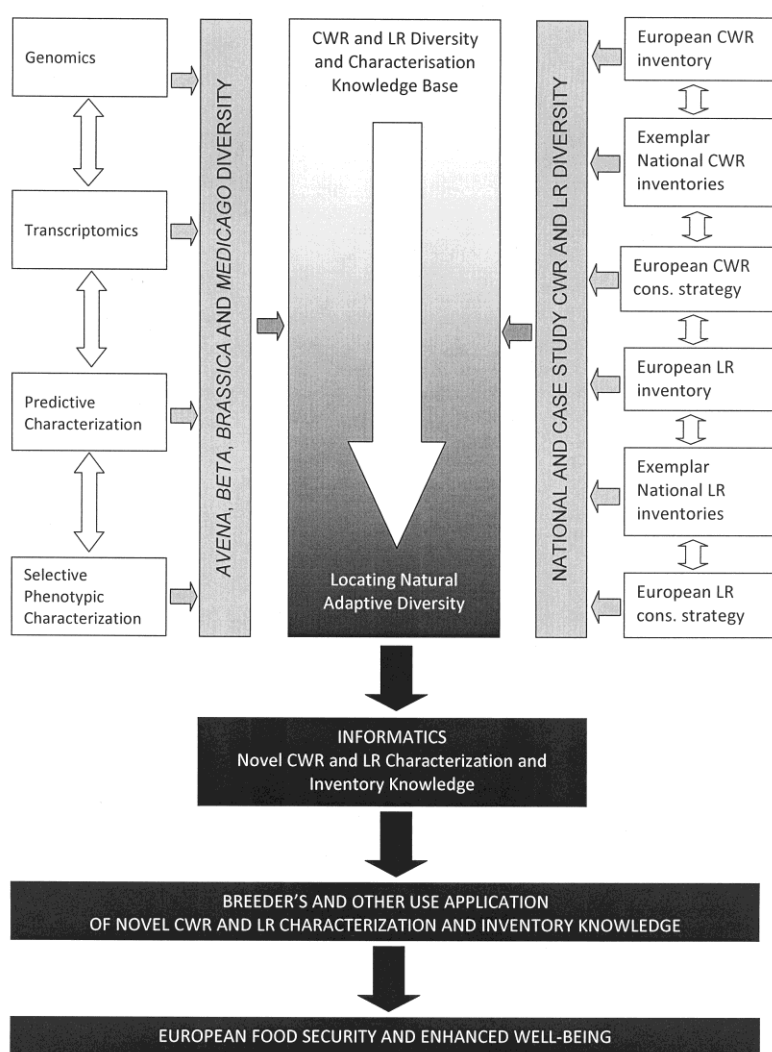 Genomics
Transcriptomics
Predictive
Characterization
Selective
Phenotypic
Characterization
AVENA, BETA, BRASSICA AND MEDICAGO DIVERSITY
CWR and LR Diversity
and Characterisation
Knowledge Base
Locating Natural
Adaptive Diversity
NATIONAL AND CASE STUDY CWR AND LR DIVERSITY
European CWR
inventory
Exemplar
National CWR
inventories
European CWR
cons. strategy
European LR
inventory
Exemplar
National LR
inventories
European LR
cons. strategy
INFORMATICS
Novel CWR and LR Characterization and
Inventory Knowledge
BREEDER'S AND OTHER USE APPLICATION
OF NOVEL CWR AND LR CHARACTERIZATION AND INVENTORY KNOWLEDGE
EUROPEAN FOOD SECURITY AND ENHANCED WELL-BEING